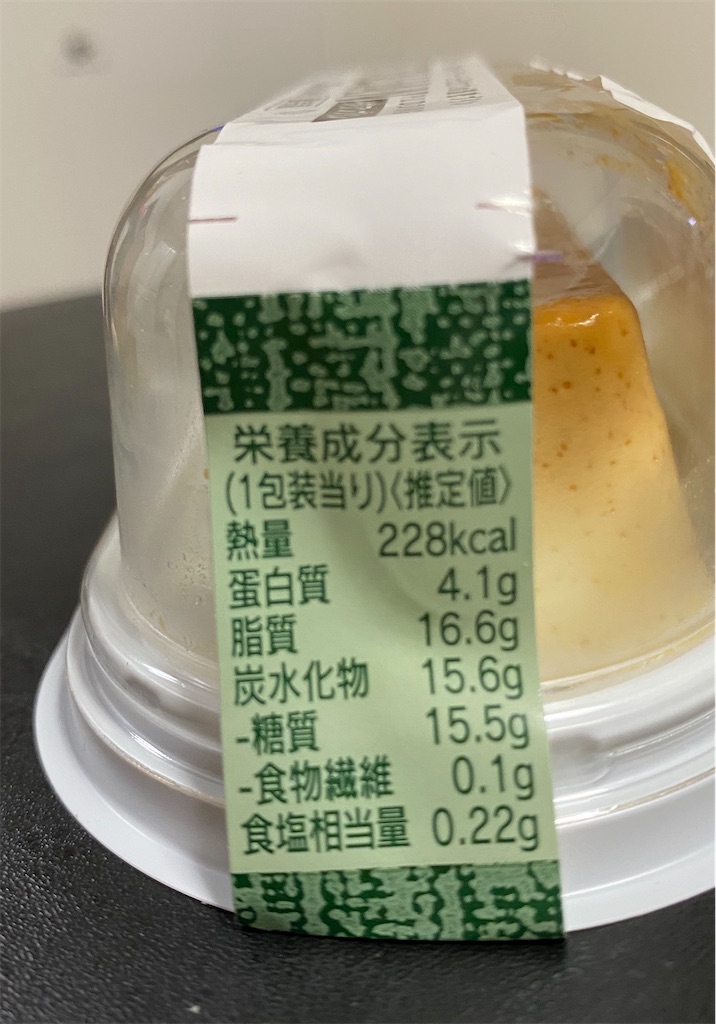 栄養成分表示
(1包装当り)〈推定値〉
熱量 228kcal
蛋白質 4.1g
脂質 16.6g
炭水化物 15.6g
-糖質 15.5g
-食物繊維 0.1g
食塩相当量 0.22g